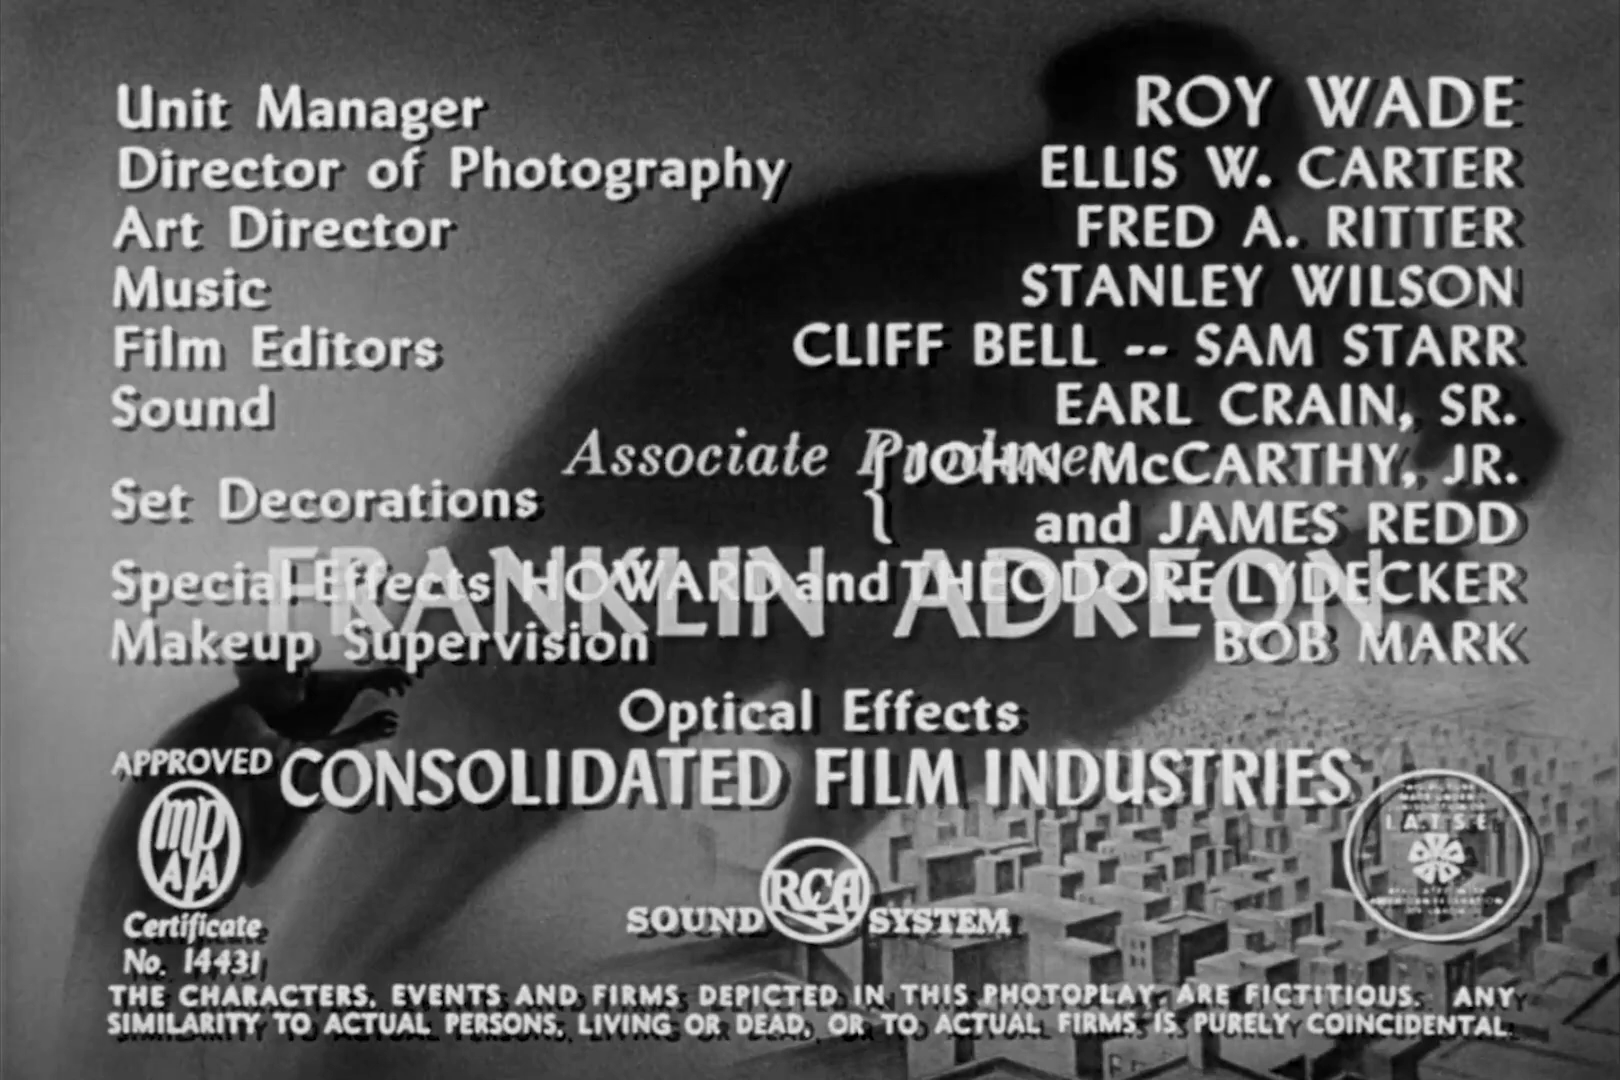 Unit Manager ROY WADE
Director of Photography ELLIS W. CARTER
Art Director FRED A. RITTER
Music STANLEY WILSON
Film Editors CLIFF BELL -- SAM STARR
Sound EARL CRAIN, SR.
Associate Producer
Set Decorations { JOHN McCARTHY, JR.
and JAMES REDD
FRANKLIN ADREON
Special Effects HOWARD and THEODORE LYDECKER
Makeup Supervision BOB MARK
Optical Effects
CONSOLIDATED FILM INDUSTRIES
APPROVED
MPPA
Certificate
No. 14431
SOUND RCA SYSTEM
I.A.T.S.E.
THE CHARACTERS, EVENTS AND FIRMS DEPICTED IN THIS PHOTOPLAY ARE FICTITIOUS. ANY
SIMILARITY TO ACTUAL PERSONS, LIVING OR DEAD, OR TO ACTUAL FIRMS IS PURELY COINCIDENTAL.